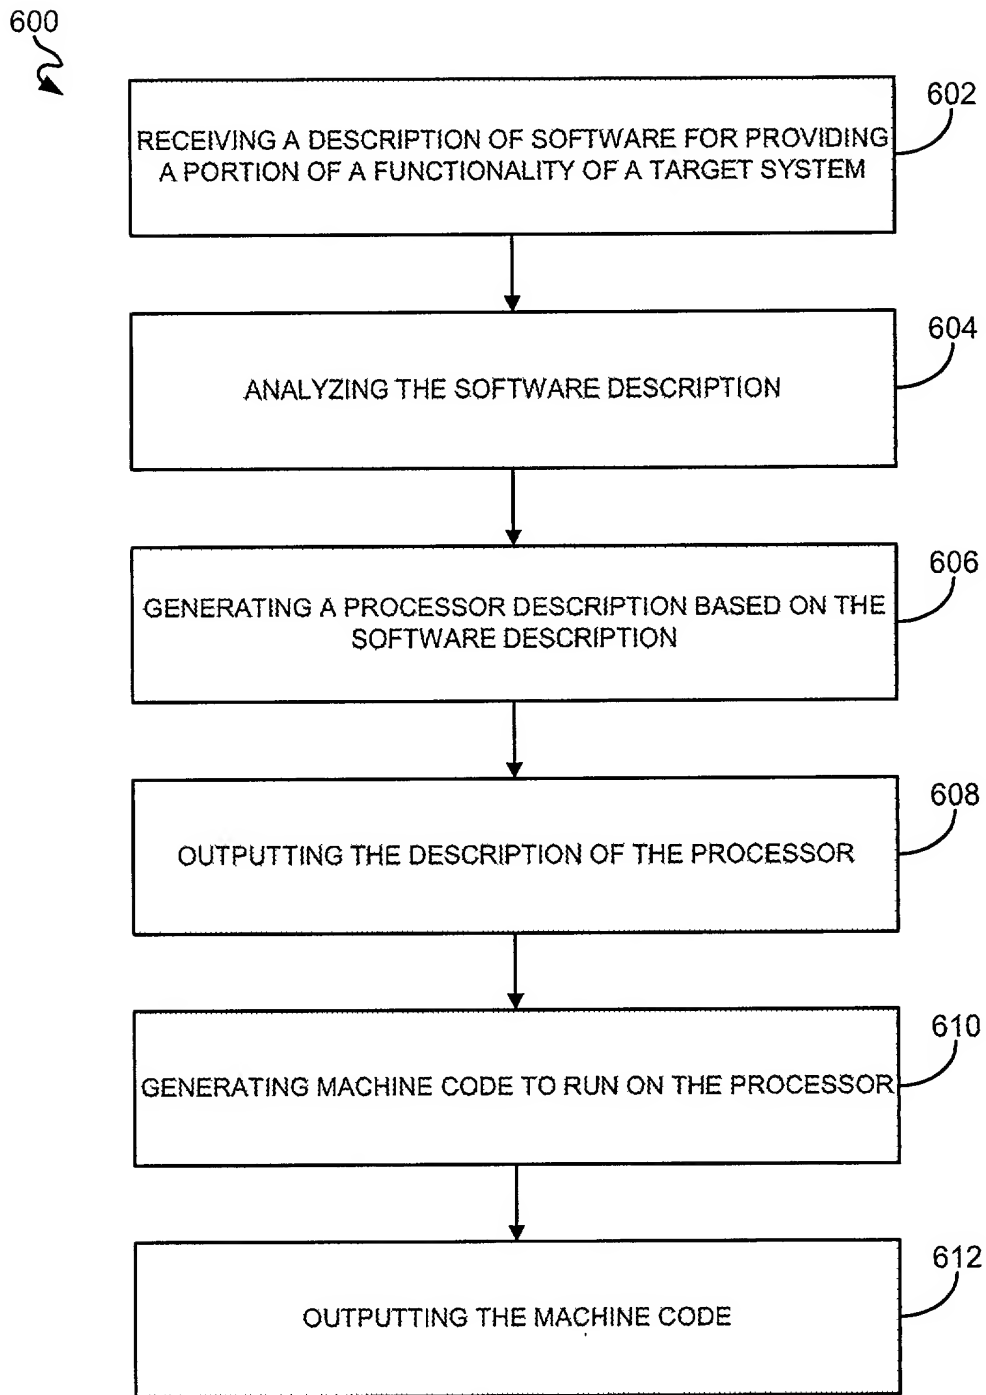 600
602
RECEIVING A DESCRIPTION OF SOFTWARE FOR PROVIDING
A PORTION OF A FUNCTIONALITY OF A TARGET SYSTEM
604
ANALYZING THE SOFTWARE DESCRIPTION
606
GENERATING A PROCESSOR DESCRIPTION BASED ON THE
SOFTWARE DESCRIPTION
608
OUTPUTTING THE DESCRIPTION OF THE PROCESSOR
610
GENERATING MACHINE CODE TO RUN ON THE PROCESSOR
612
OUTPUTTING THE MACHINE CODE